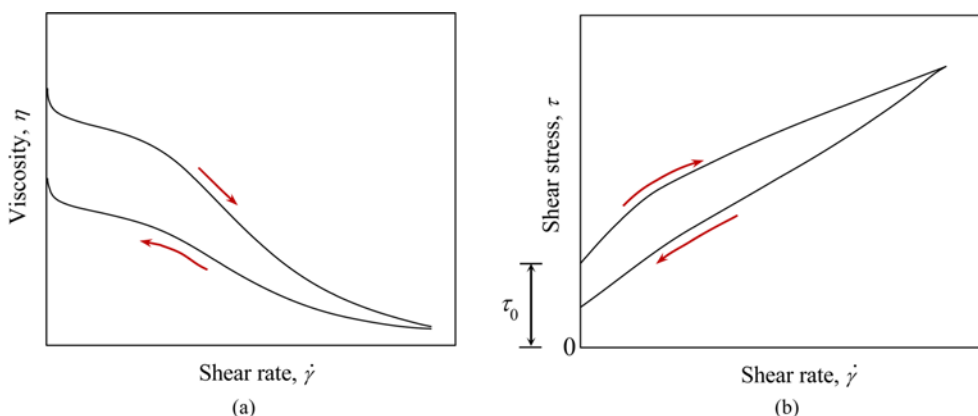 Viscosity, η
Shear rate, γ̇
(a)
Shear stress, τ
τ₀
0
Shear rate, γ̇
(b)